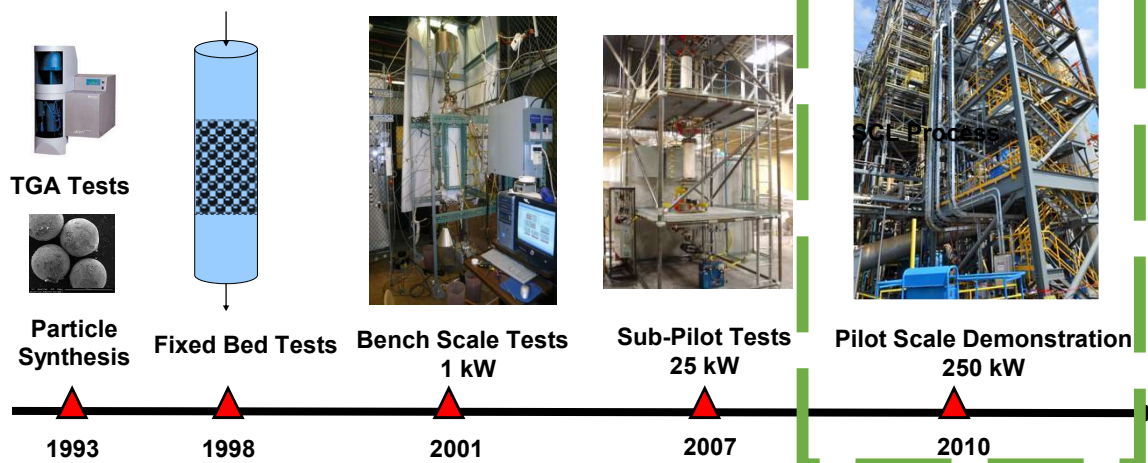 TGA Tests
Particle
Synthesis
Fixed Bed Tests
Bench Scale Tests
1 kW
Sub-Pilot Tests
25 kW
SCL Process
Pilot Scale Demonstration
250 kW
1993
1998
2001
2007
2010